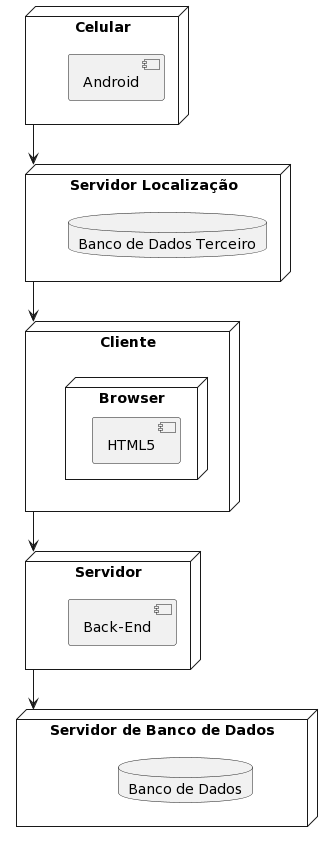 Celular
Android
Servidor Localização
Banco de Dados Terceiro
Cliente
Browser
HTML5
Servidor
Back-End
Servidor de Banco de Dados
Banco de Dados